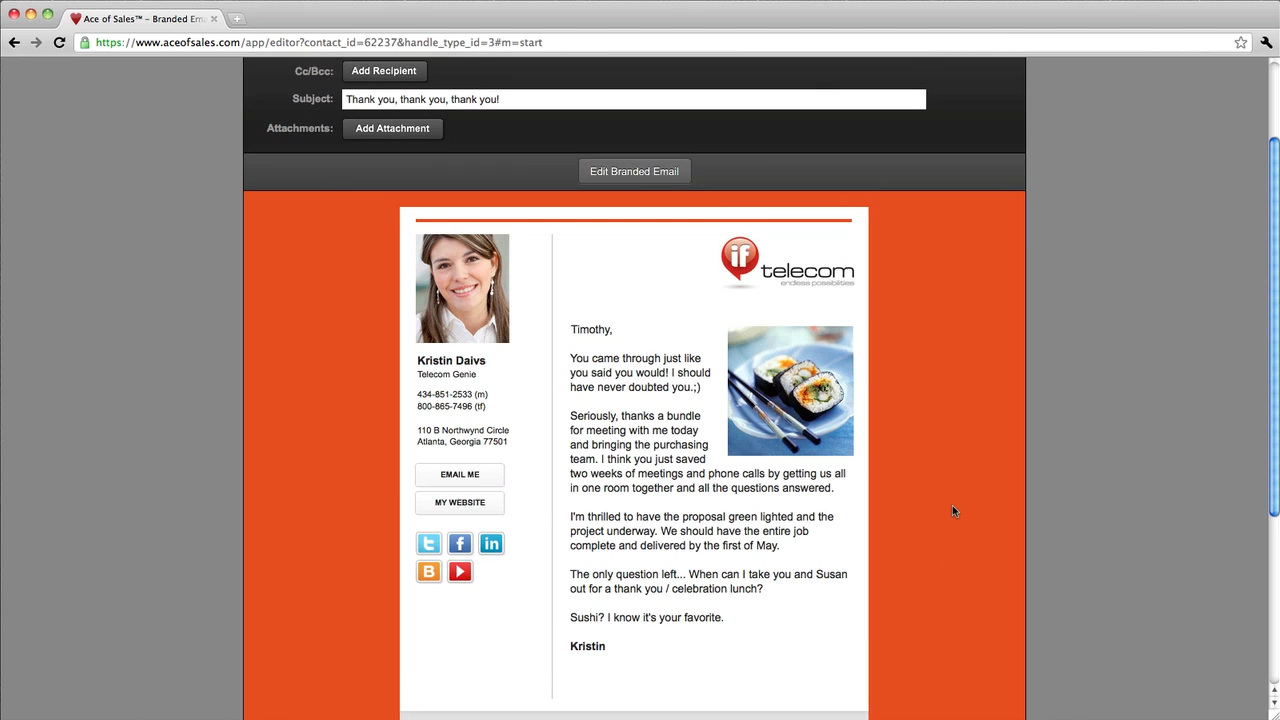 Ace of Sales™ – Branded Em
https://www.aceofsales.com/app/editor?contact_id=62237&handle_type_id=3#m=start
Cc/Bcc: Add Recipient
Subject: Thank you, thank you, thank you!
Attachments: Add Attachment
Edit Branded Email
Kristin Daivs
Telecom Genie
434-851-2533 (m)
800-865-7496 (tf)
110 B Northwynd Circle
Atlanta, Georgia 77501
EMAIL ME
MY WEBSITE
t
f
in
B
if
telecom
endless possibilities
Timothy,
You came through just like
you said you would! I should
have never doubted you.;)
Seriously, thanks a bundle
for meeting with me today
and bringing the purchasing
team. I think you just saved
two weeks of meetings and phone calls by getting us all
in one room together and all the questions answered.
I'm thrilled to have the proposal green lighted and the
project underway. We should have the entire job
complete and delivered by the first of May.
The only question left... When can I take you and Susan
out for a thank you / celebration lunch?
Sushi? I know it's your favorite.
Kristin